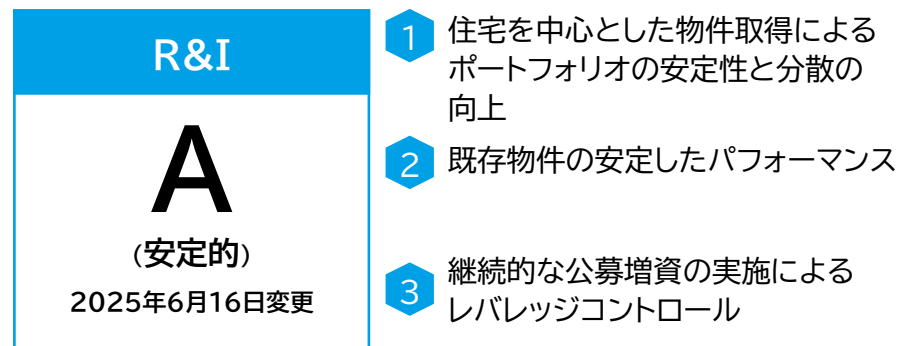 R&I
A
(安定的)
2025年6月16日変更
1
住宅を中心とした物件取得による
ポートフォリオの安定性と分散の
向上
2
既存物件の安定したパフォーマンス
3
継続的な公募増資の実施による
レバレッジコントロール